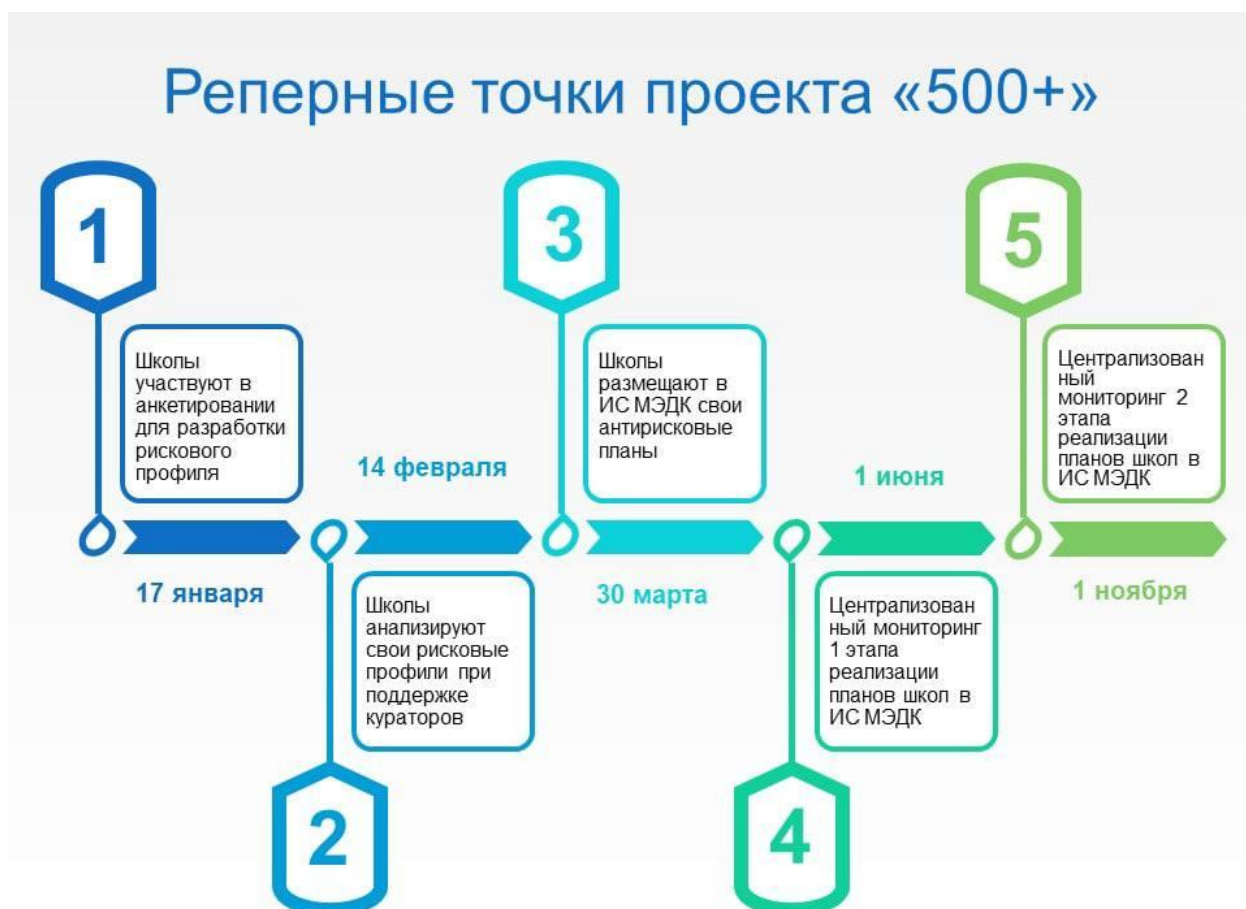 Реперные точки проекта «500+»
1
Школы
участвуют в
анкетировании
для разработки
рискового
профиля
17 января
2
14 февраля
Школы
анализируют
свои рисковые
профили при
поддержке
кураторов
3
Школы
размещают в
ИС МЭДК свои
антирисковые
планы
30 марта
4
1 июня
Централизован
ный мониторинг
1 этапа
реализации
планов школ в
ИС МЭДК
5
Централизован
ный
мониторинг 2
этапа
реализации
планов школ в
ИС МЭДК
1 ноября